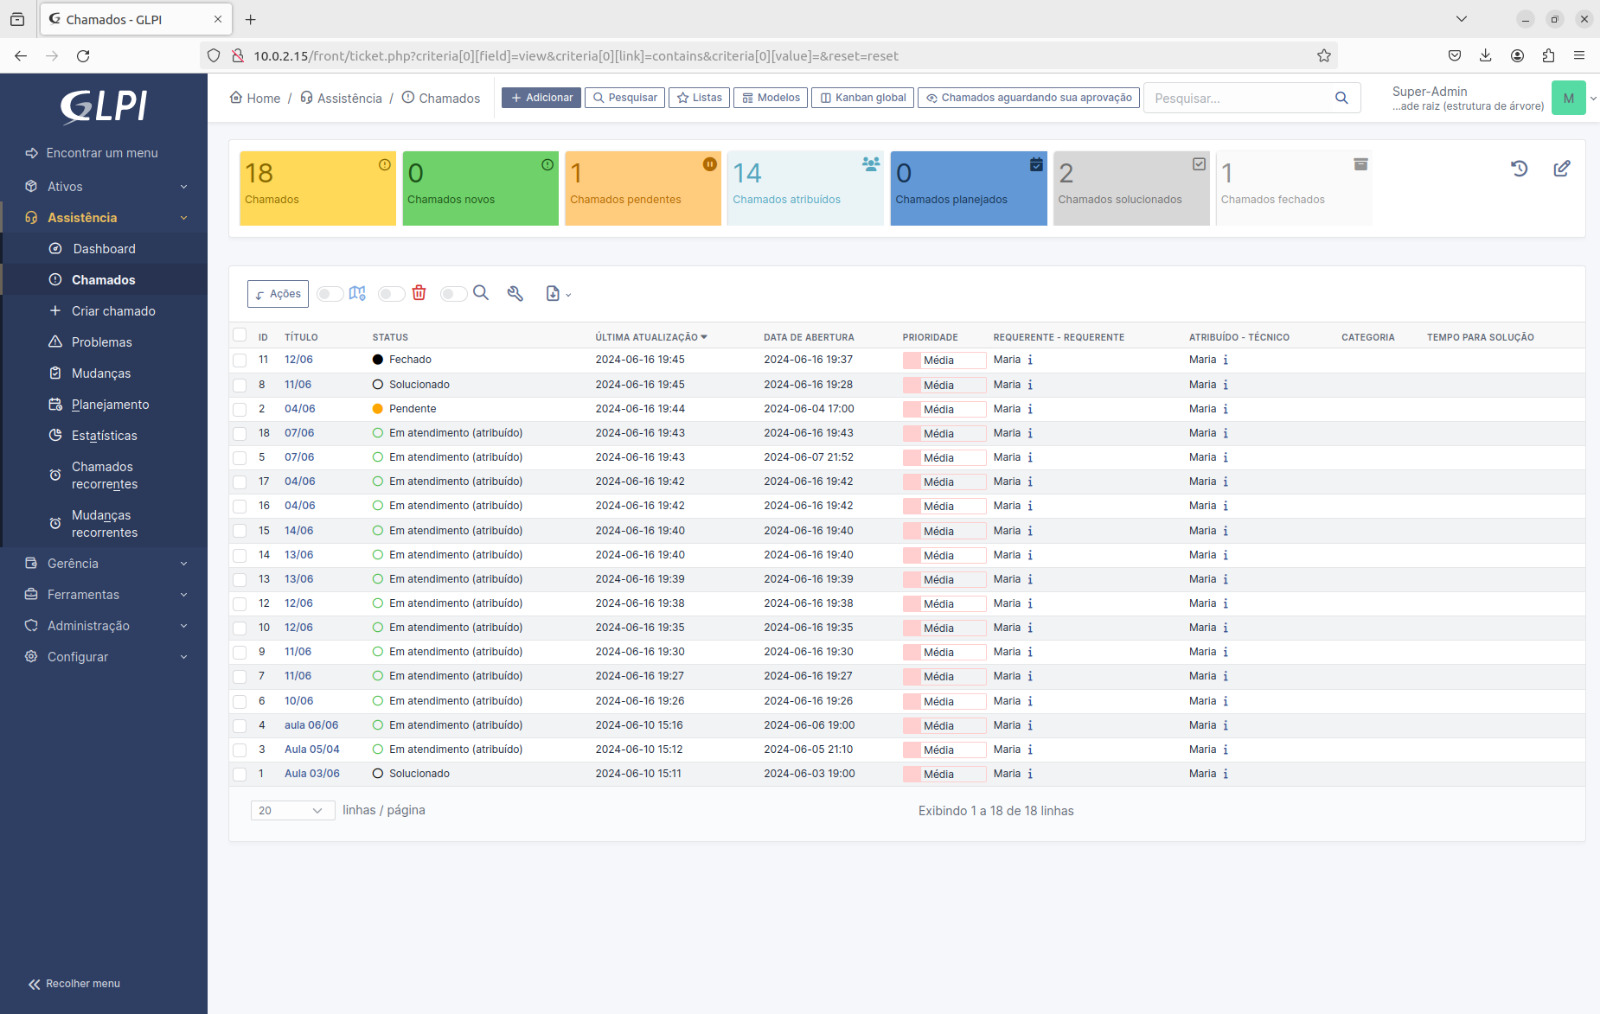 Chamados - GLPI
10.0.2.15/front/ticket.php?criteria[0][field]=view&criteria[0][link]=contains&criteria[0][value]=&reset=reset
GLPI
Encontrar um menu
Ativos
Assistência
Dashboard
Chamados
Criar chamado
Problemas
Mudanças
Planejamento
Estatísticas
Chamados
recorrentes
Mudanças
recorrentes
Gerência
Ferramentas
Administração
Configurar
Recolher menu
Home / Assistência / Chamados
Adicionar Pesquisar Listas Modelos Kanban global Chamados aguardando sua aprovação Pesquisar...
Super-Admin
...ade raiz (estrutura de árvore)
M
18
Chamados
0
Chamados novos
1
Chamados pendentes
14
Chamados atribuídos
0
Chamados planejados
2
Chamados solucionados
1
Chamados fechados
Ações
ID TÍTULO STATUS ÚLTIMA ATUALIZAÇÃO DATA DE ABERTURA PRIORIDADE REQUERENTE - REQUERENTE ATRIBUÍDO - TÉCNICO CATEGORIA TEMPO PARA SOLUÇÃO
11 12/06 Fechado 2024-06-16 19:45 2024-06-16 19:37 Média Maria i Maria i
8 11/06 Solucionado 2024-06-16 19:45 2024-06-16 19:28 Média Maria i Maria i
2 04/06 Pendente 2024-06-16 19:44 2024-06-04 17:00 Média Maria i Maria i
18 07/06 Em atendimento (atribuído) 2024-06-16 19:43 2024-06-16 19:43 Média Maria i Maria i
5 07/06 Em atendimento (atribuído) 2024-06-16 19:43 2024-06-07 21:52 Média Maria i Maria i
17 04/06 Em atendimento (atribuído) 2024-06-16 19:42 2024-06-16 19:42 Média Maria i Maria i
16 04/06 Em atendimento (atribuído) 2024-06-16 19:42 2024-06-16 19:42 Média Maria i Maria i
15 14/06 Em atendimento (atribuído) 2024-06-16 19:40 2024-06-16 19:40 Média Maria i Maria i
14 13/06 Em atendimento (atribuído) 2024-06-16 19:40 2024-06-16 19:40 Média Maria i Maria i
13 13/06 Em atendimento (atribuído) 2024-06-16 19:39 2024-06-16 19:39 Média Maria i Maria i
12 12/06 Em atendimento (atribuído) 2024-06-16 19:38 2024-06-16 19:38 Média Maria i Maria i
10 12/06 Em atendimento (atribuído) 2024-06-16 19:35 2024-06-16 19:35 Média Maria i Maria i
9 11/06 Em atendimento (atribuído) 2024-06-16 19:30 2024-06-16 19:30 Média Maria i Maria i
7 11/06 Em atendimento (atribuído) 2024-06-16 19:27 2024-06-16 19:27 Média Maria i Maria i
6 10/06 Em atendimento (atribuído) 2024-06-16 19:26 2024-06-16 19:26 Média Maria i Maria i
4 aula 06/06 Em atendimento (atribuído) 2024-06-10 15:16 2024-06-06 19:00 Média Maria i Maria i
3 Aula 05/04 Em atendimento (atribuído) 2024-06-10 15:12 2024-06-05 21:10 Média Maria i Maria i
1 Aula 03/06 Solucionado 2024-06-10 15:11 2024-06-03 19:00 Média Maria i Maria i
20 linhas / página
Exibindo 1 a 18 de 18 linhas